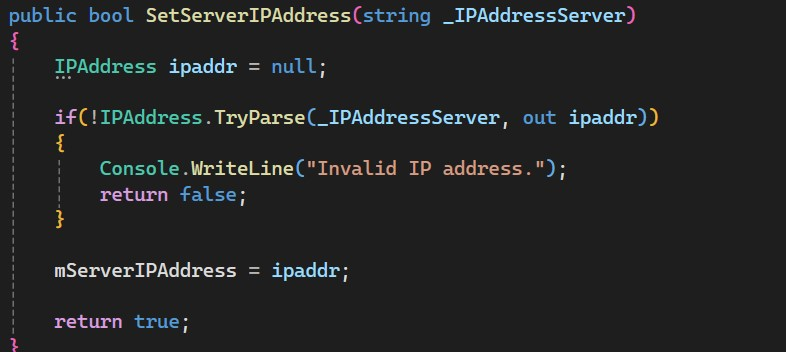 public bool SetServerIPAddress(string _IPAddressServer)
{
    IPAddress ipaddr = null;
    if(!IPAddress.TryParse(_IPAddressServer, out ipaddr))
    {
        Console.WriteLine("Invalid IP address.");
        return false;
    }
    mServerIPAddress = ipaddr;
    return true;
}